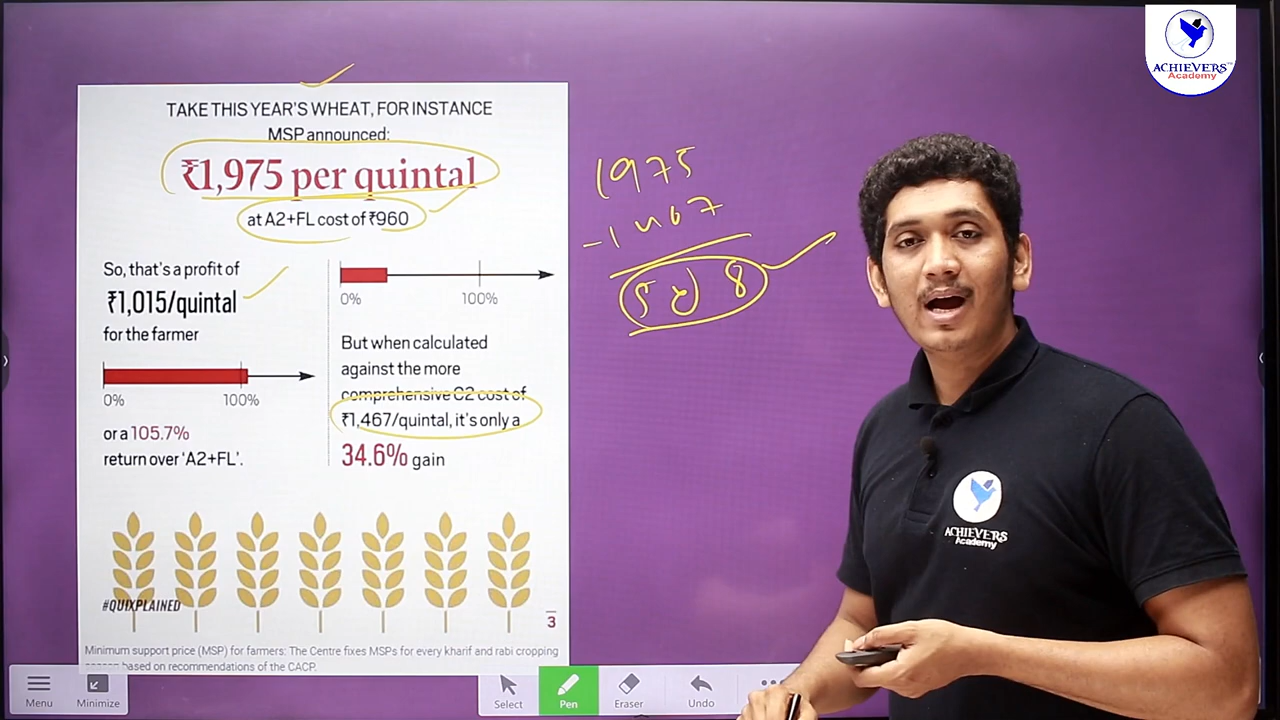 ACHIEVERS
Academy
TAKE THIS YEAR'S WHEAT, FOR INSTANCE
MSP announced:
₹1,975 per quintal
at A2+FL cost of ₹960
So, that's a profit of
₹1,015/quintal
for the farmer
0% 100%
or a 105.7%
return over 'A2+FL'.
0% 100%
But when calculated
against the more
comprehensive C2 cost of
₹1,467/quintal, it's only a
34.6% gain
#QUIXPLAINED
3
Minimum support price (MSP) for farmers: The Centre fixes MSPs for every kharif and rabi cropping
based on recommendations of the CACP.
1975
-1467
508
ACHIEVERS
Academy
Menu
Minimize
Select
Pen
Eraser
Undo